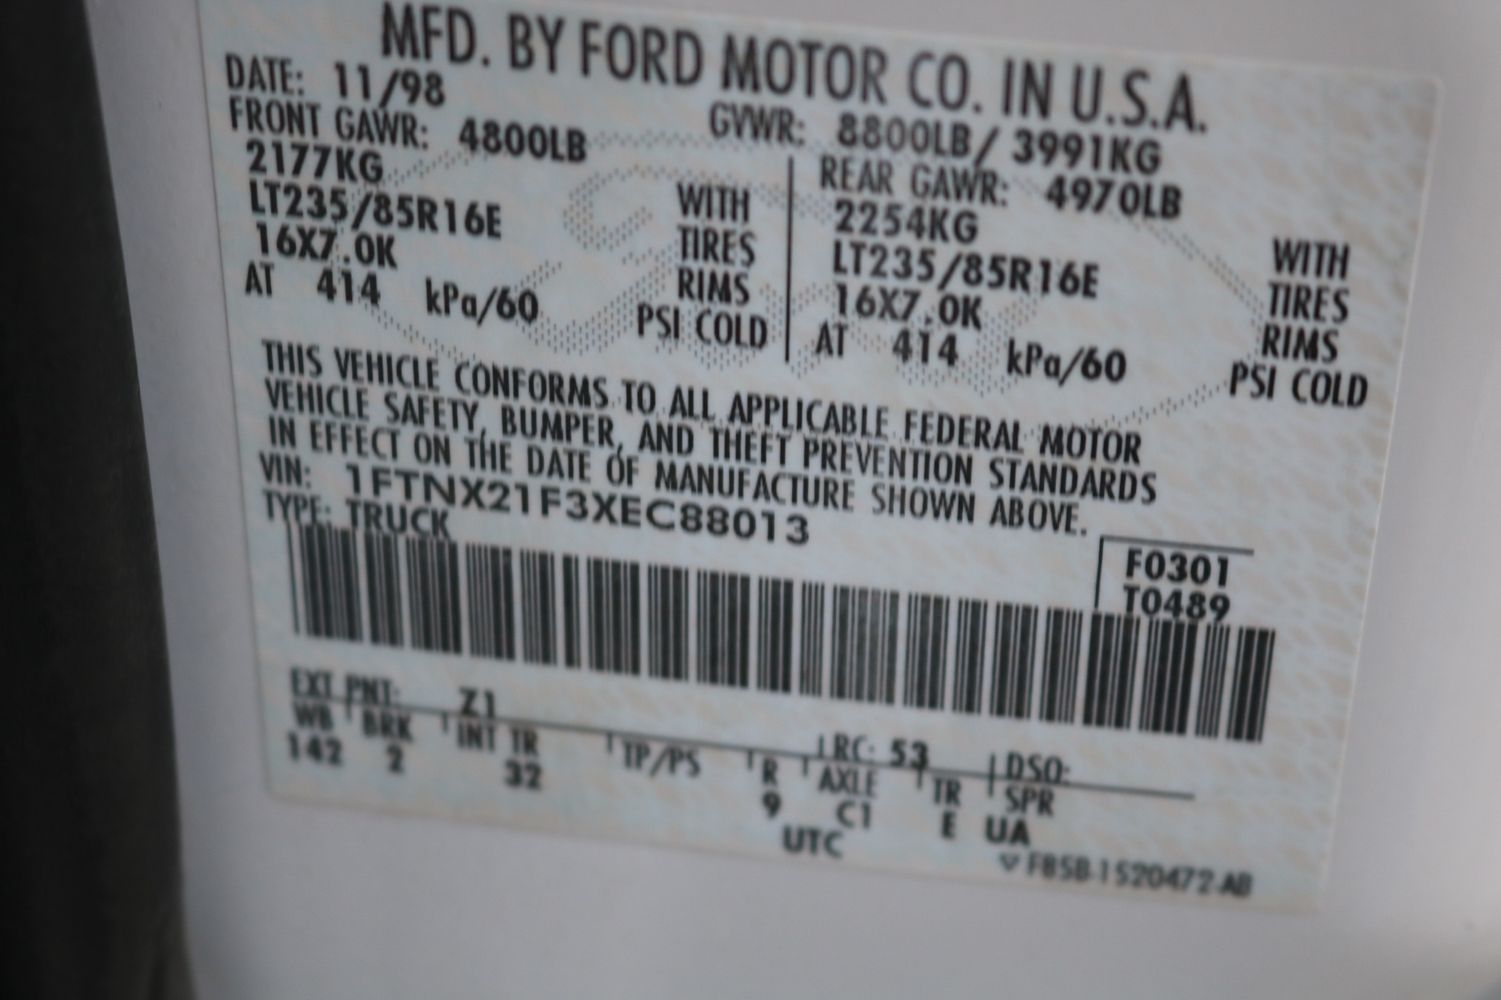 MFD. BY FORD MOTOR CO. IN U.S.A.
DATE: 11/98 GVWR: 8800LB/ 3991KG
FRONT GAWR: 4800LB REAR GAWR: 4970LB
2177KG WITH 2254KG WITH
LT235/85R16E TIRES LT235/85R16E TIRES
16X7.0K RIMS 16X7.0K RIMS
AT 414 kPa/60 PSI COLD AT 414 kPa/60 PSI COLD
THIS VEHICLE CONFORMS TO ALL APPLICABLE FEDERAL MOTOR
VEHICLE SAFETY, BUMPER, AND THEFT PREVENTION STANDARDS
IN EFFECT ON THE DATE OF MANUFACTURE SHOWN ABOVE.
VIN: 1FTNX21F3XEC88013
TYPE: TRUCK
F0301
T0489
EXT PNT: Z1 RC: 53 DSO:
WB BRK INT TR TP/PS R AXLE TR SPR
142 2 32 9 C1 E UA
UTC
F85B-1520472-AB